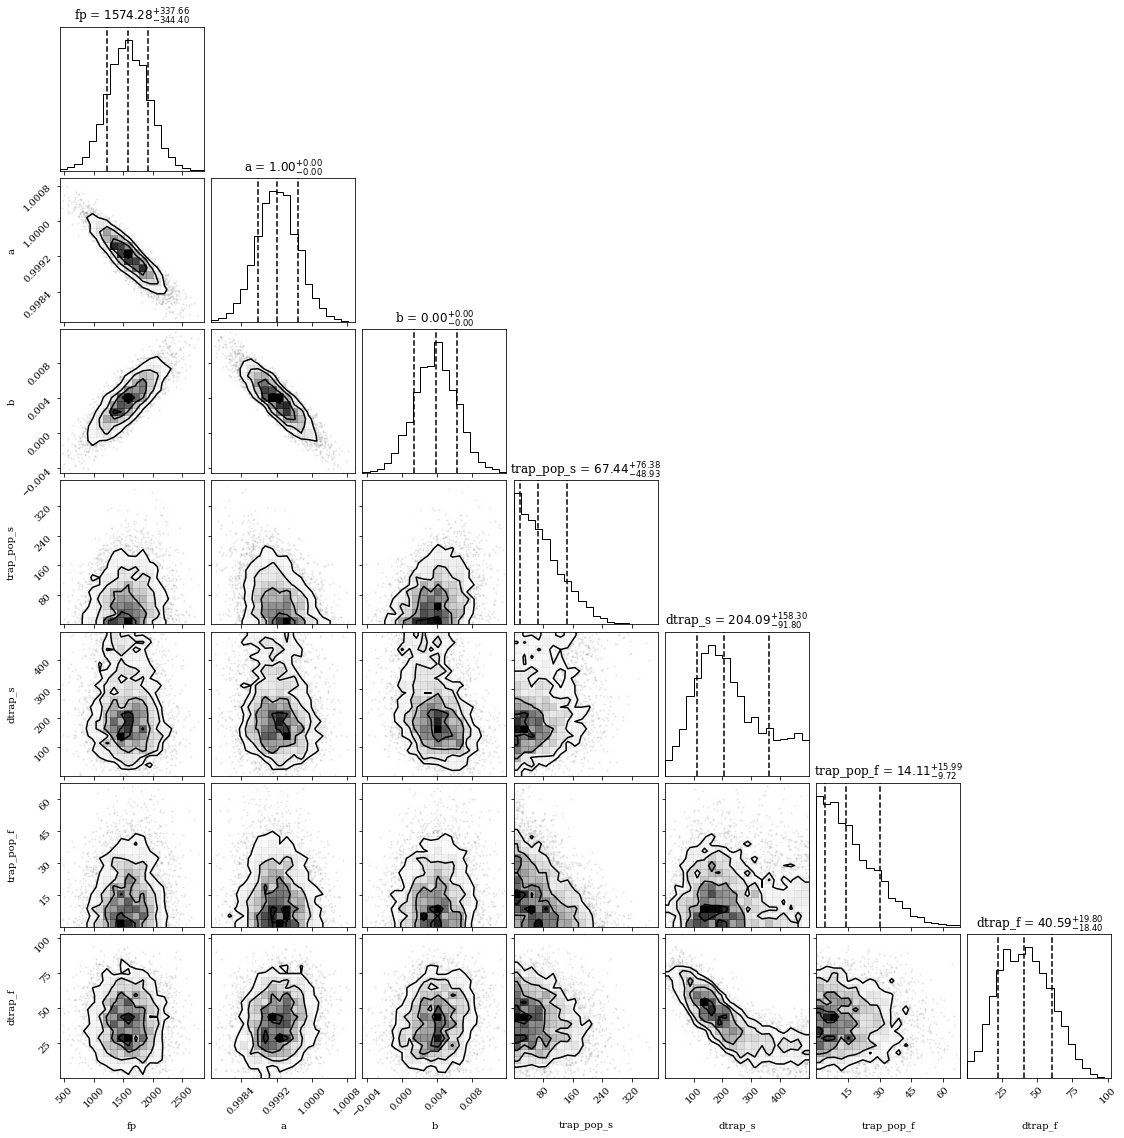 fp = 1574.28+337.66−344.40
a = 1.00+0.00−0.00
1.0008
1.0000
0.9992
0.9984
a
b = 0.00+0.00−0.00
0.008
0.004
0.000
−0.004
b
trap_pop_s = 67.44+76.38−48.93
320
240
160
80
trap_pop_s
dtrap_s = 204.09+158.30−91.80
400
300
200
100
dtrap_s
trap_pop_f = 14.11+15.99−9.72
60
45
30
15
trap_pop_f
dtrap_f = 40.59+19.80−18.40
100
75
50
25
dtrap_f
500 1000 1500 2000 2500
0.9984 0.9992 1.0000 1.0008
−0.004 0.000 0.004 0.008
80 160 240 320
100 200 300 400
15 30 45 60
25 50 75 100
fp a b trap_pop_s dtrap_s trap_pop_f dtrap_f